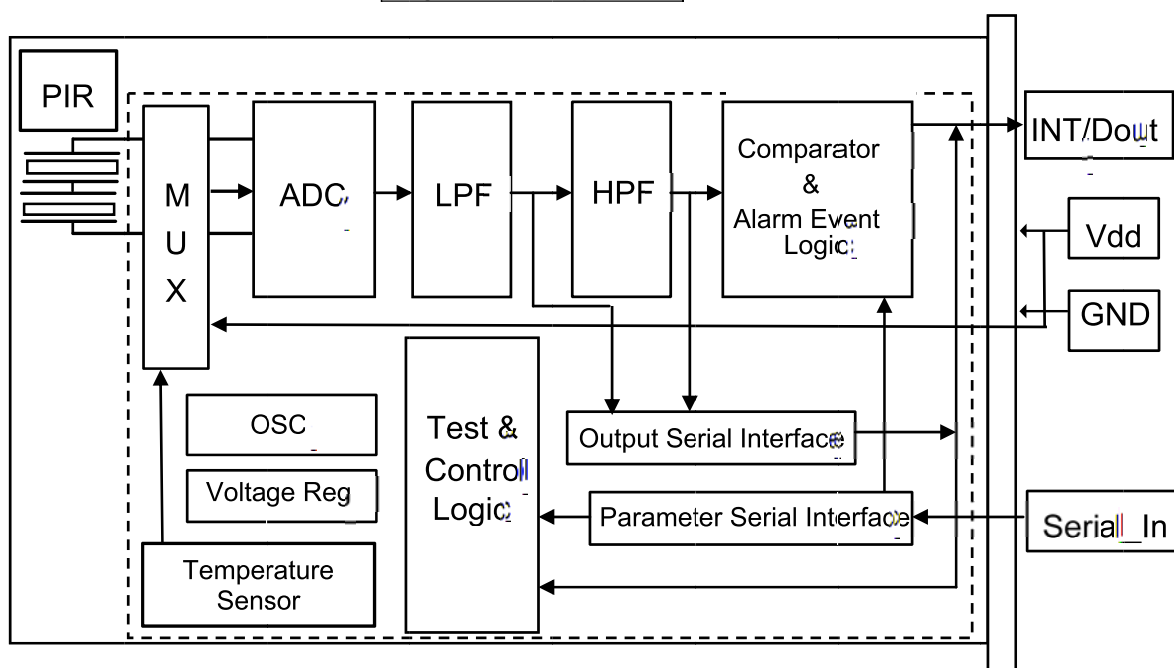 PIR
M
U
X
ADC
LPF
HPF
Comparator
&
Alarm Event
Logic
INT/Dout
Vdd
GND
OSC
Voltage Reg
Temperature
Sensor
Test &
Control
Logic
Output Serial Interface
Parameter Serial Interface
Serial_In